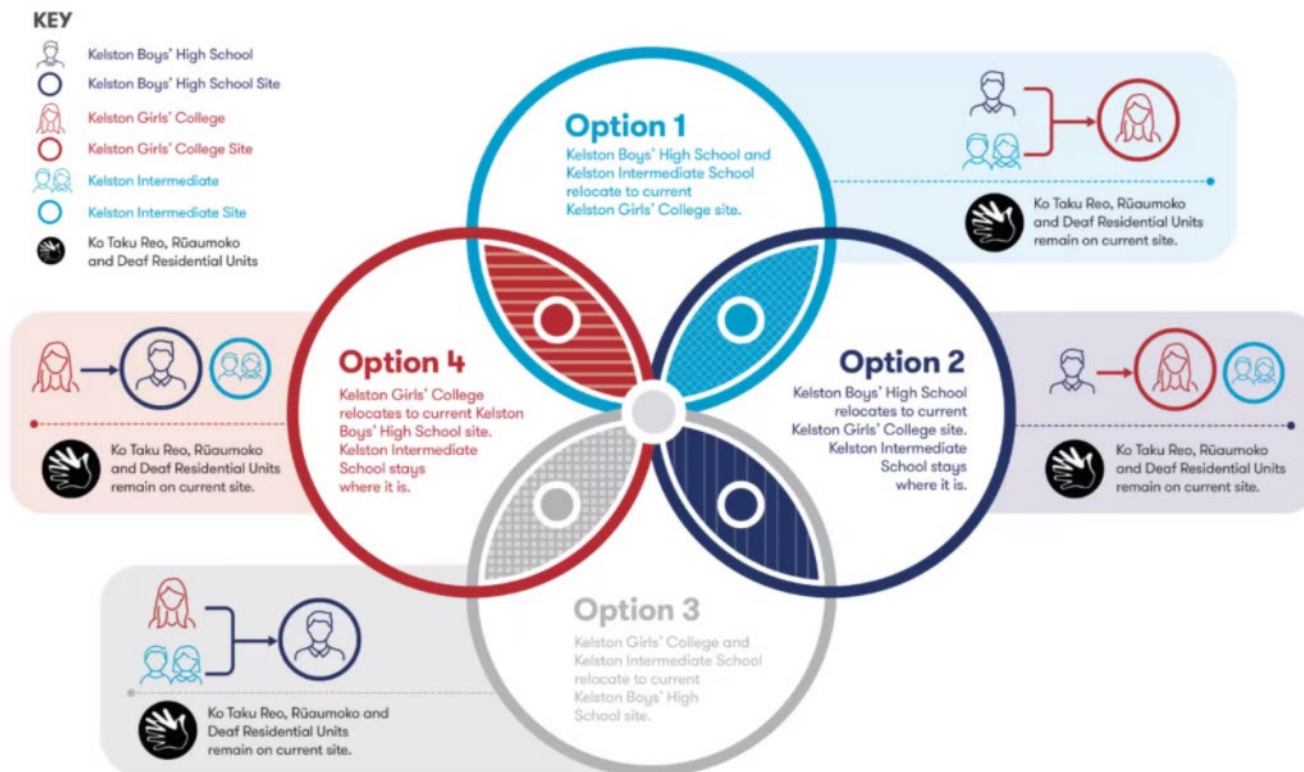 KEY
Kelston Boys' High School
Kelston Boys' High School Site
Kelston Girls' College
Kelston Girls' College Site
Kelston Intermediate
Kelston Intermediate Site
Ko Taku Reo, Rūaumoko
and Deaf Residential Units
Option 1
Kelston Boys' High School and
Kelston Intermediate School
relocate to current
Kelston Girls' College site.
Ko Taku Reo, Rūaumoko
and Deaf Residential Units
remain on current site.
Option 2
Kelston Boys' High School
relocates to current
Kelston Girls' College site.
Kelston Intermediate
School stays
where it is.
Ko Taku Reo, Rūaumoko
and Deaf Residential Units
remain on current site.
Option 3
Kelston Girls' College and
Kelston Intermediate School
relocate to current
Kelston Boys' High
School site.
Ko Taku Reo, Rūaumoko and
Deaf Residential Units
remain on current site.
Option 4
Kelston Girls' College
relocates to current Kelston
Boys' High School site.
Kelston Intermediate
School stays
where it is.
Ko Taku Reo, Rūaumoko
and Deaf Residential Units
remain on current site.